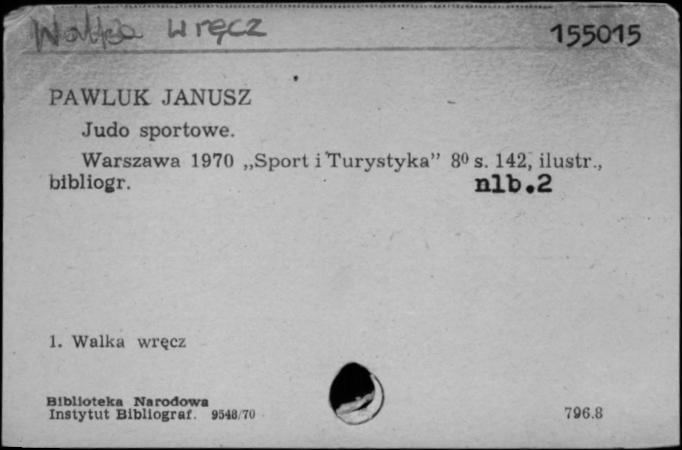 Walka wręcz 155015
PAWLUK JANUSZ
Judo sportowe.
Warszawa 1970 „Sport i Turystyka” 8⁰ s. 142, ilustr.,
bibliogr. nlb.2
1. Walka wręcz
Biblioteka Narodowa
Instytut Bibliograf. 9548/70 796.8